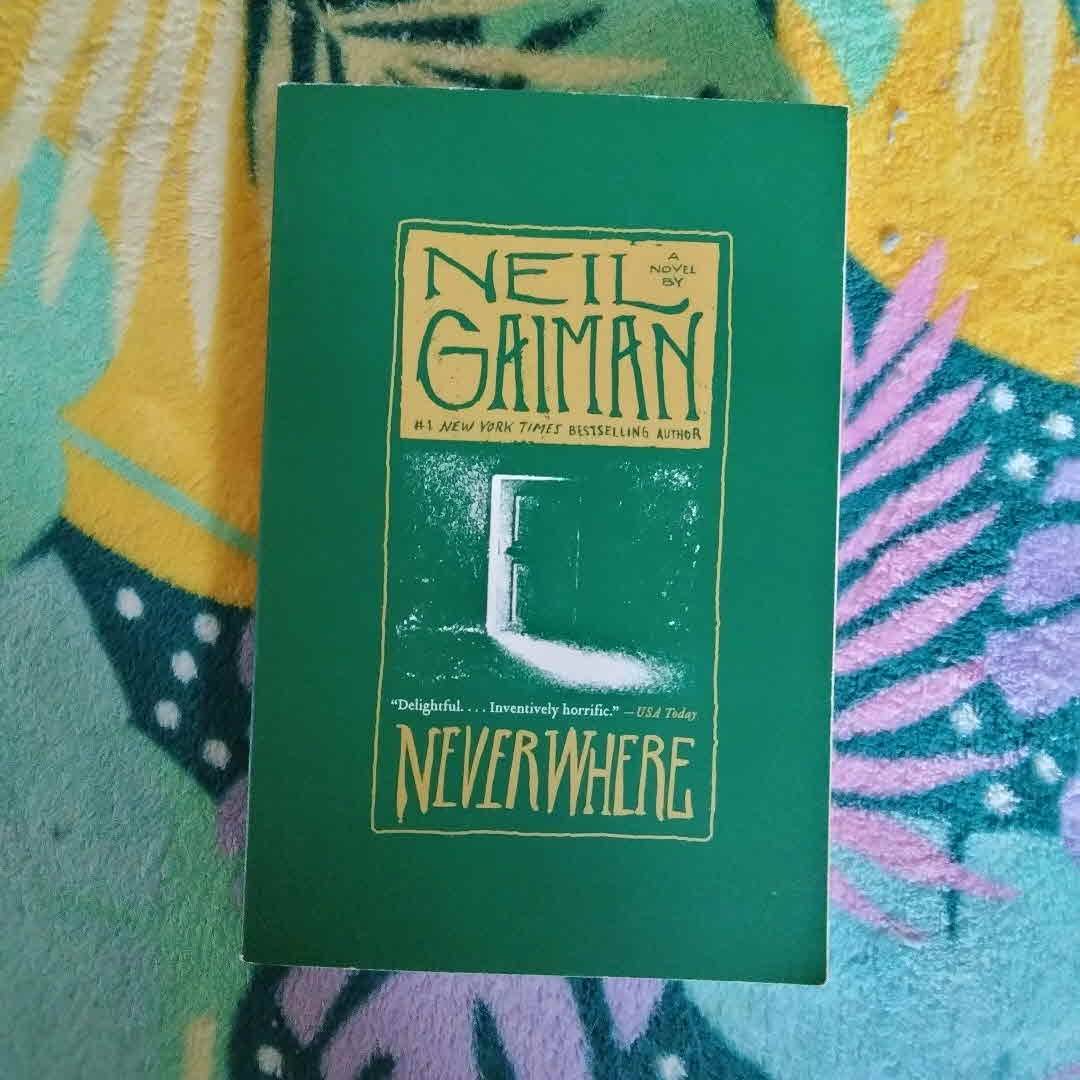 NEIL
A
NOVEL
BY
GAIMAN
#1 NEW YORK TIMES BESTSELLING AUTHOR
“Delightful. . . . Inventively horrific.” —USA Today
NEVERWHERE